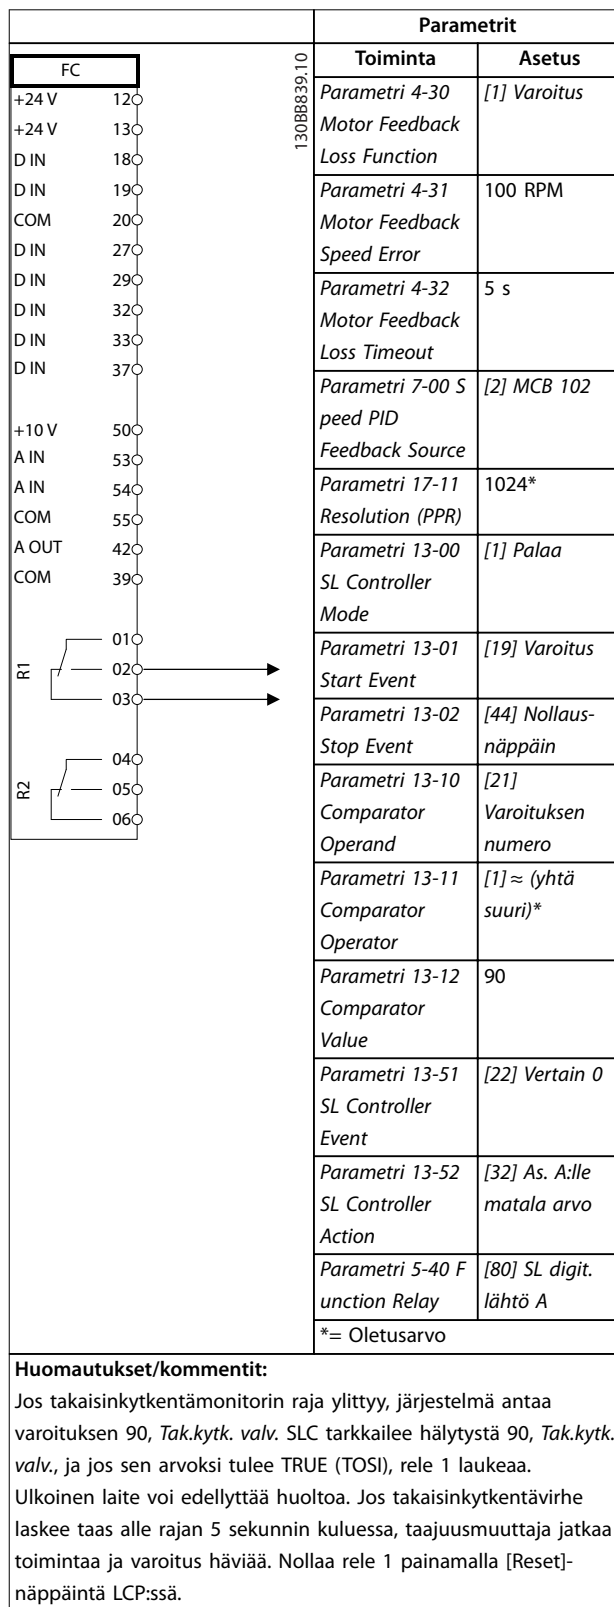 FC
+24 V 12
+24 V 13
D IN 18
D IN 19
COM 20
D IN 27
D IN 29
D IN 32
D IN 33
D IN 37
+10 V 50
A IN 53
A IN 54
COM 55
A OUT 42
COM 39
R1
01
02
03
R2
04
05
06
130BB839.10
Parametrit
Toiminta Asetus
Parametri 4-30 [1] Varoitus
Motor Feedback
Loss Function
Parametri 4-31 100 RPM
Motor Feedback
Speed Error
Parametri 4-32 5 s
Motor Feedback
Loss Timeout
Parametri 7-00 S [2] MCB 102
peed PID
Feedback Source
Parametri 17-11 1024*
Resolution (PPR)
Parametri 13-00 [1] Palaa
SL Controller
Mode
Parametri 13-01 [19] Varoitus
Start Event
Parametri 13-02 [44] Nollaus-
Stop Event näppäin
Parametri 13-10 [21]
Comparator Varoituksen
Operand numero
Parametri 13-11 [1] ≈ (yhtä
Comparator suuri)*
Operator
Parametri 13-12 90
Comparator
Value
Parametri 13-51 [22] Vertain 0
SL Controller
Event
Parametri 13-52 [32] As. A:lle
SL Controller matala arvo
Action
Parametri 5-40 F [80] SL digit.
unction Relay lähtö A
*= Oletusarvo
Huomautukset/kommentit:
Jos takaisinkytkentämonitorin raja ylittyy, järjestelmä antaa
varoituksen 90, Tak.kytk. valv. SLC tarkkailee hälytystä 90, Tak.kytk.
valv., ja jos sen arvoksi tulee TRUE (TOSI), rele 1 laukeaa.
Ulkoinen laite voi edellyttää huoltoa. Jos takaisinkytkentävirhe
laskee taas alle rajan 5 sekunnin kuluessa, taajuusmuuttaja jatkaa
toimintaa ja varoitus häviää. Nollaa rele 1 painamalla [Reset]-
näppäintä LCP:ssä.